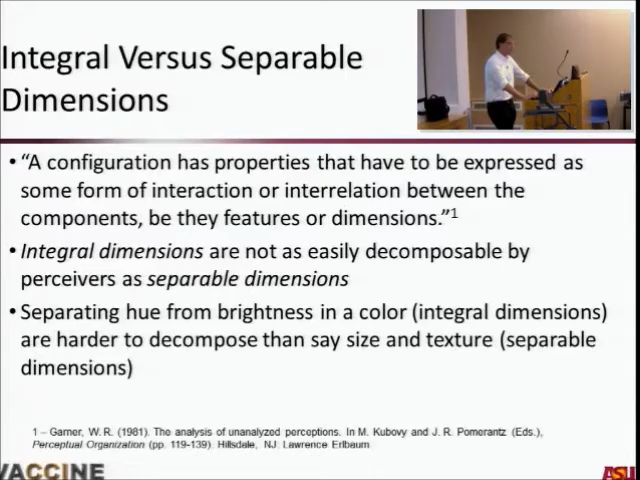 Integral Versus Separable
Dimensions
• “A configuration has properties that have to be expressed as
some form of interaction or interrelation between the
components, be they features or dimensions.”1
• Integral dimensions are not as easily decomposable by
perceivers as separable dimensions
• Separating hue from brightness in a color (integral dimensions)
are harder to decompose than say size and texture (separable
dimensions)
1 – Garner, W. R. (1981). The analysis of unanalyzed perceptions. In M. Kubovy and J. R. Pomerantz (Eds.),
Perceptual Organization (pp. 119-139). Hillsdale, NJ: Lawrence Erlbaum.
VACCINE
ASU